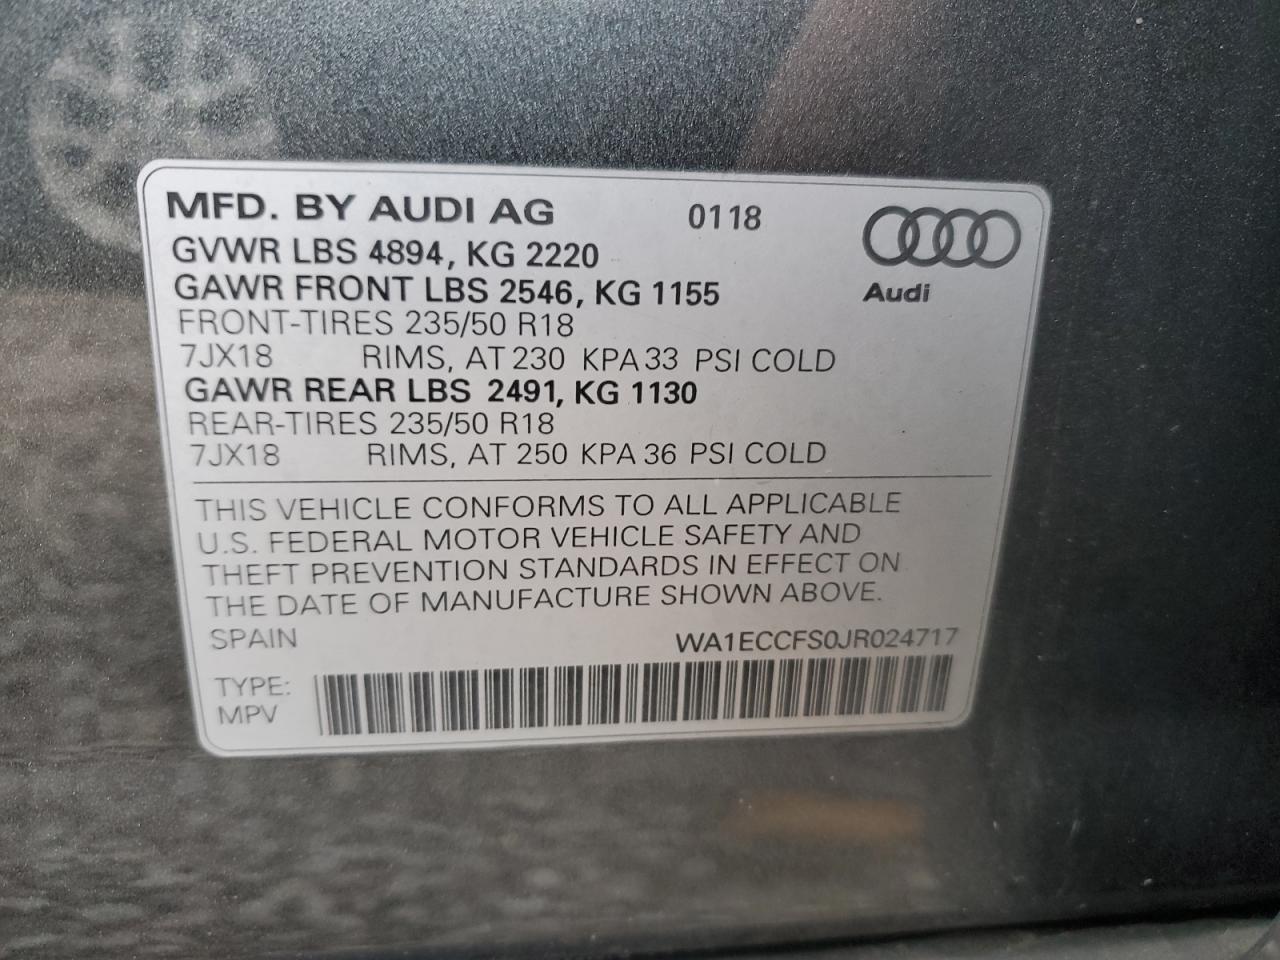 MFD. BY AUDI AG 0118
GVWR LBS 4894, KG 2220
GAWR FRONT LBS 2546, KG 1155
Audi
FRONT-TIRES 235/50 R18
7JX18 RIMS, AT 230 KPA 33 PSI COLD
GAWR REAR LBS 2491, KG 1130
REAR-TIRES 235/50 R18
7JX18 RIMS, AT 250 KPA 36 PSI COLD
THIS VEHICLE CONFORMS TO ALL APPLICABLE
U.S. FEDERAL MOTOR VEHICLE SAFETY AND
THEFT PREVENTION STANDARDS IN EFFECT ON
THE DATE OF MANUFACTURE SHOWN ABOVE.
SPAIN WA1ECCFS0JR024717
TYPE:
MPV